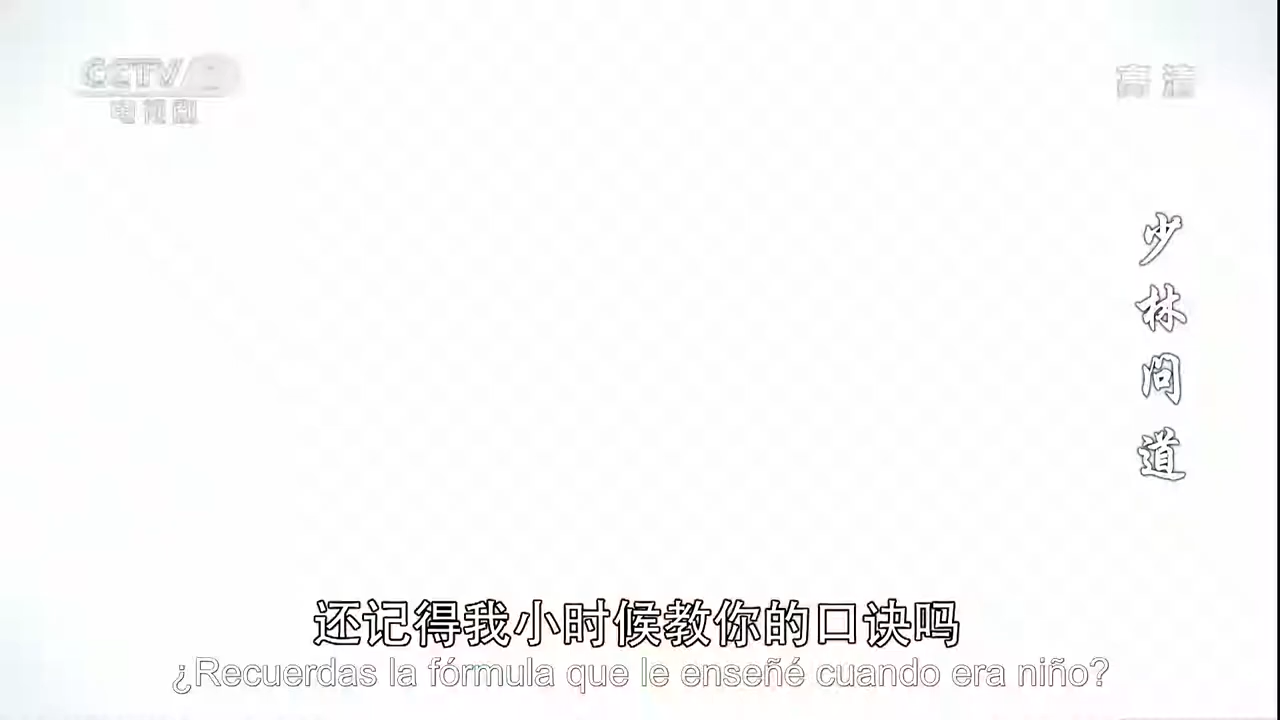 CCTV
电视剧
高清
少林问道
还记得我小时候教你的口诀吗
¿Recuerdas la fórmula que le enseñé cuando era niño?